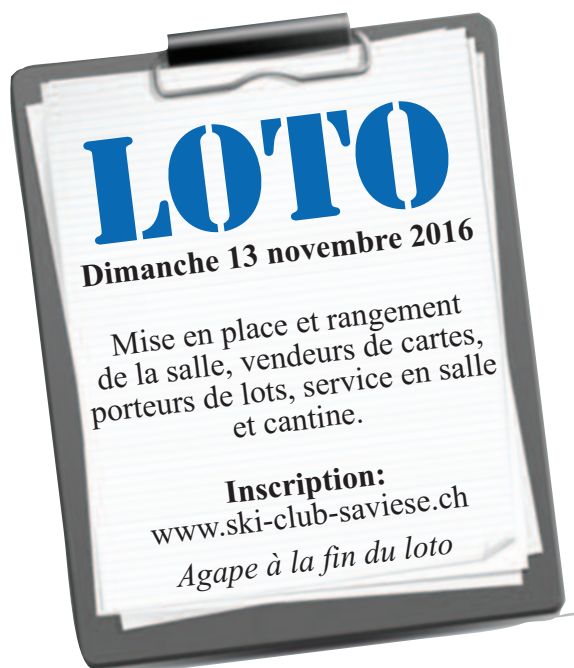 LOTO
Dimanche 13 novembre 2016
Mise en place et rangement
de la salle, vendeurs de cartes,
porteurs de lots, service en salle
et cantine.
Inscription:
www.ski-club-saviese.ch
Agape à la fin du loto